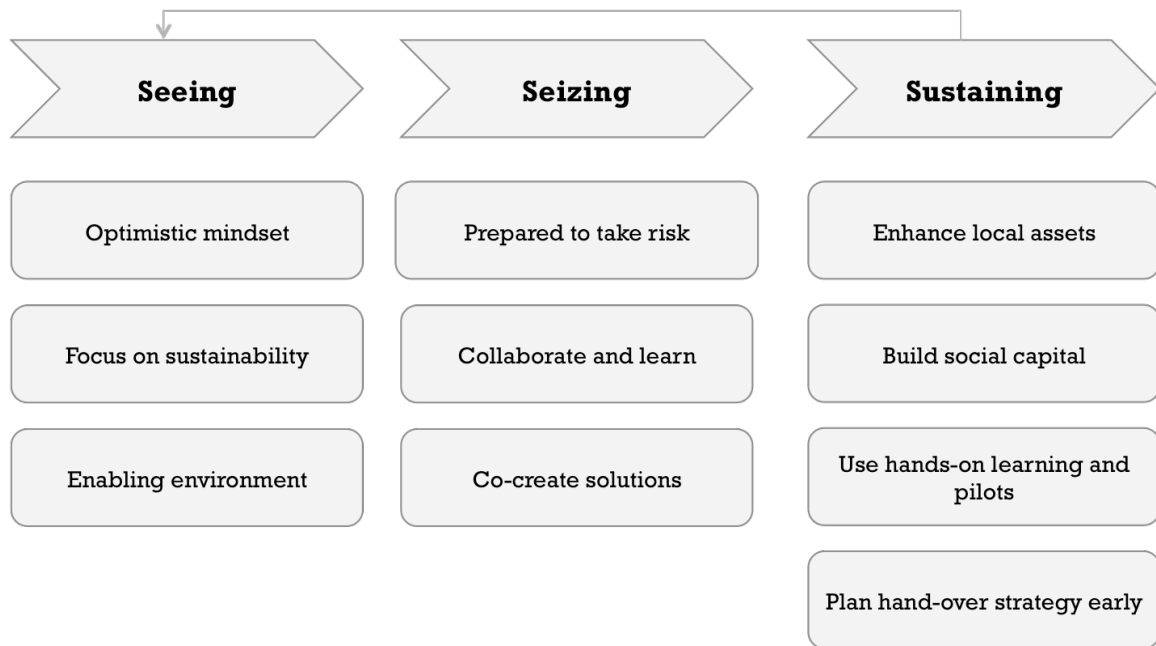 Seeing
Seizing
Sustaining
Optimistic mindset
Prepared to take risk
Enhance local assets
Focus on sustainability
Collaborate and learn
Build social capital
Enabling environment
Co-create solutions
Use hands-on learning and
pilots
Plan hand-over strategy early